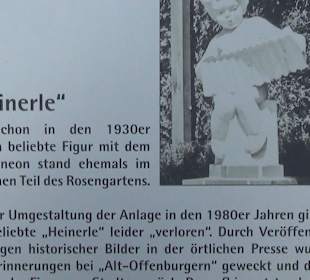 inerle“
chon in den 1930er
beliebte Figur mit dem
neon stand ehemals im
en Teil des Rosengartens.
r Umgestaltung der Anlage in den 1980er Jahren gi
eliebte „Heinerle“ leider „verloren“. Durch Veröffen
gen historischer Bilder in der örtlichen Presse wu
rinnerungen bei „Alt-Offenburgern“ geweckt und d